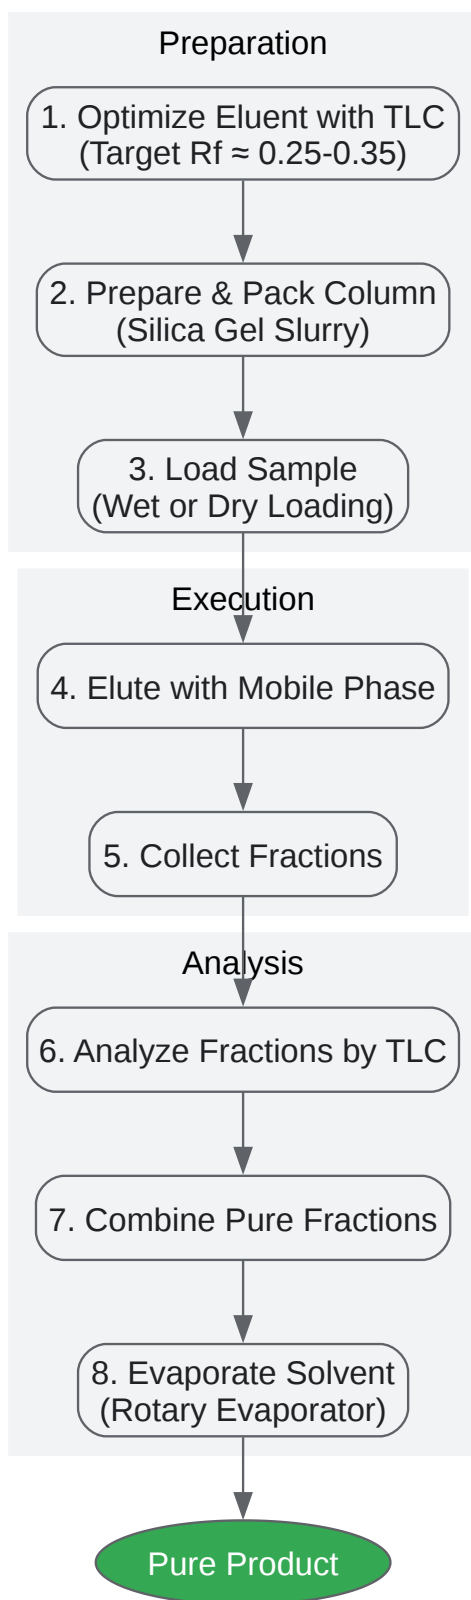 Preparation
1. Optimize Eluent with TLC
(Target Rf ≈ 0.25-0.35)
2. Prepare & Pack Column
(Silica Gel Slurry)
3. Load Sample
(Wet or Dry Loading)
Execution
4. Elute with Mobile Phase
5. Collect Fractions
Analysis
6. Analyze Fractions by TLC
7. Combine Pure Fractions
8. Evaporate Solvent
(Rotary Evaporator)
Pure Product